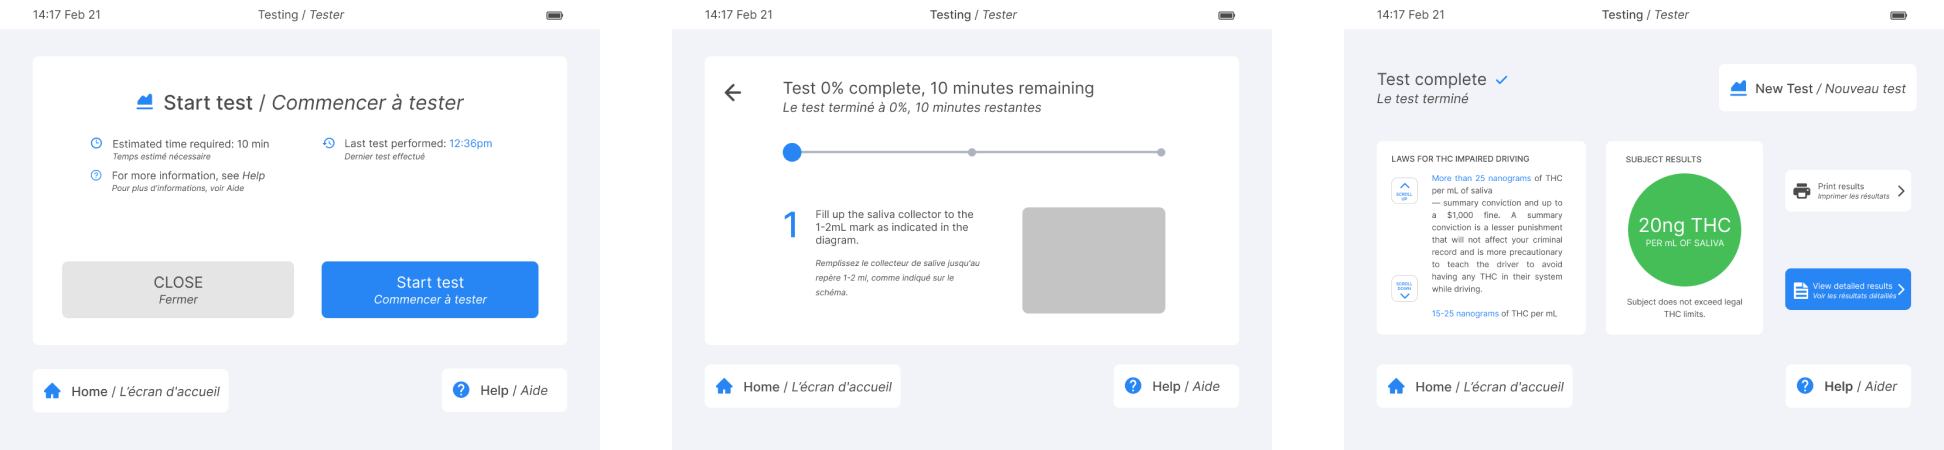 14:17 Feb 21
Testing / Tester
Start test / Commencer à tester
Estimated time required: 10 min
Temps estimé nécessaire
Last test performed: 12:36pm
Dernier test effectué
For more information, see Help
Pour plus d'informations, voir Aide
CLOSE
Fermer
Start test
Commencer à tester
Home / L'écran d'accueil
Help / Aide
14:17 Feb 21
Testing / Tester
Test 0% complete, 10 minutes remaining
Le test terminé à 0%, 10 minutes restantes
1
Fill up the saliva collector to the
1-2mL mark as indicated in the
diagram.
Remplissez le collecteur de salive jusqu'au
repère 1-2 ml, comme indiqué sur le
schéma.
Home / L'écran d'accueil
Help / Aide
14:17 Feb 21
Testing / Tester
Test complete
Le test terminé
New Test / Nouveau test
LAWS FOR THC IMPAIRED DRIVING
SCROLL
UP
SCROLL
DOWN
More than 25 nanograms of THC
per mL of saliva
— summary conviction and up to
a $1,000 fine. A summary
conviction is a lesser punishment
that will not affect your criminal
record and is more precautionary
to teach the driver to avoid
having any THC in their system
while driving.
15-25 nanograms of THC per mL
SUBJECT RESULTS
20ng THC
PER mL OF SALIVA
Subject does not exceed legal
THC limits.
Print results
Imprimer les résultats
View detailed results
Voir les résultats détaillés
Home / L'écran d'accueil
Help / Aider